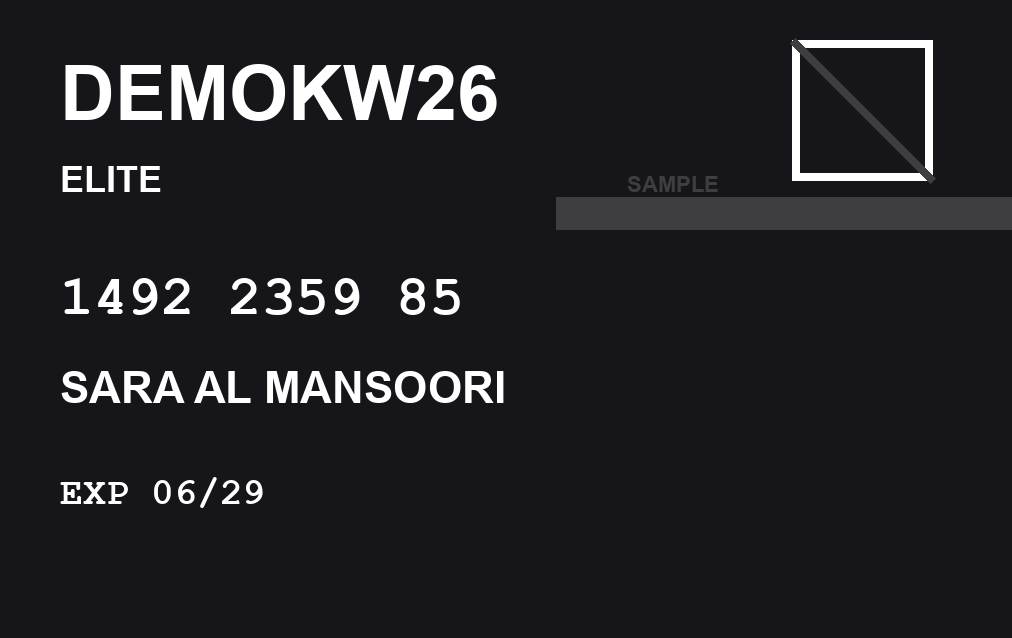 DEMOKW26
ELITE
SAMPLE
1492 2359 85
SARA AL MANSOORI
EXP 06/29